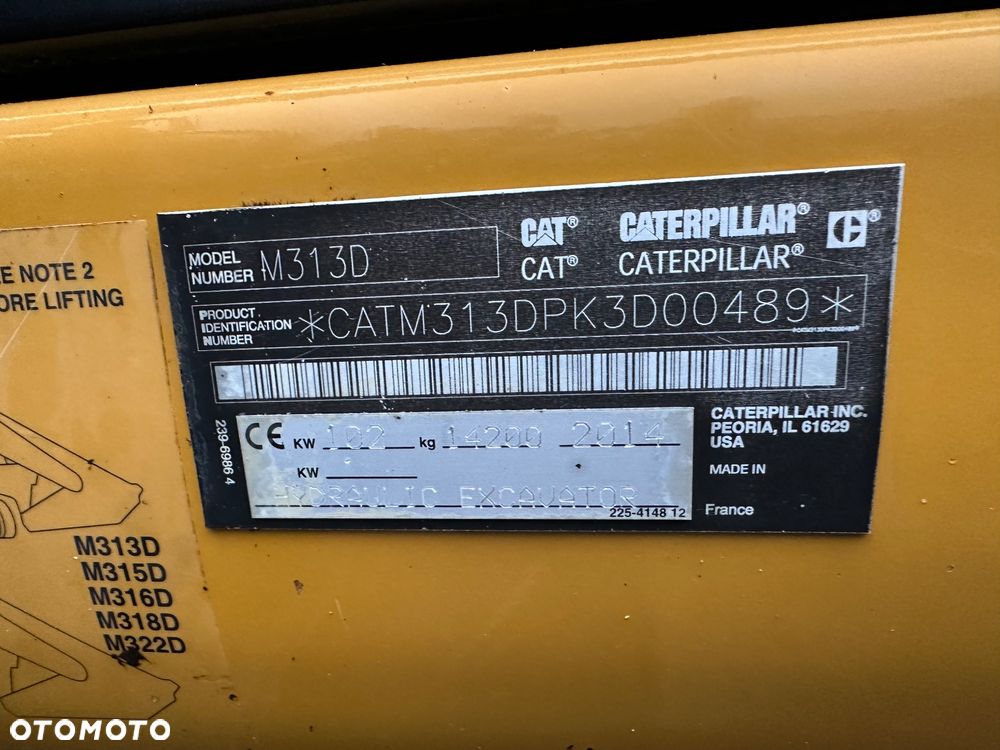 E NOTE 2
ORE LIFTING
M313D
M315D
M316D
M318D
M322D
CAT® CATERPILLAR® C®
MODEL NUMBER M313D
CAT® CATERPILLAR®
PRODUCT IDENTIFICATION NUMBER *CATM313DPK3D00489*
PCATM313DPK3D00489
239-6986 4
CE KW 102 kg 14200 2014
KW
HYDRAULIC EXCAVATOR
225-4148 12
CATERPILLAR INC.
PEORIA, IL 61629
USA
MADE IN
France
OTOMOTO